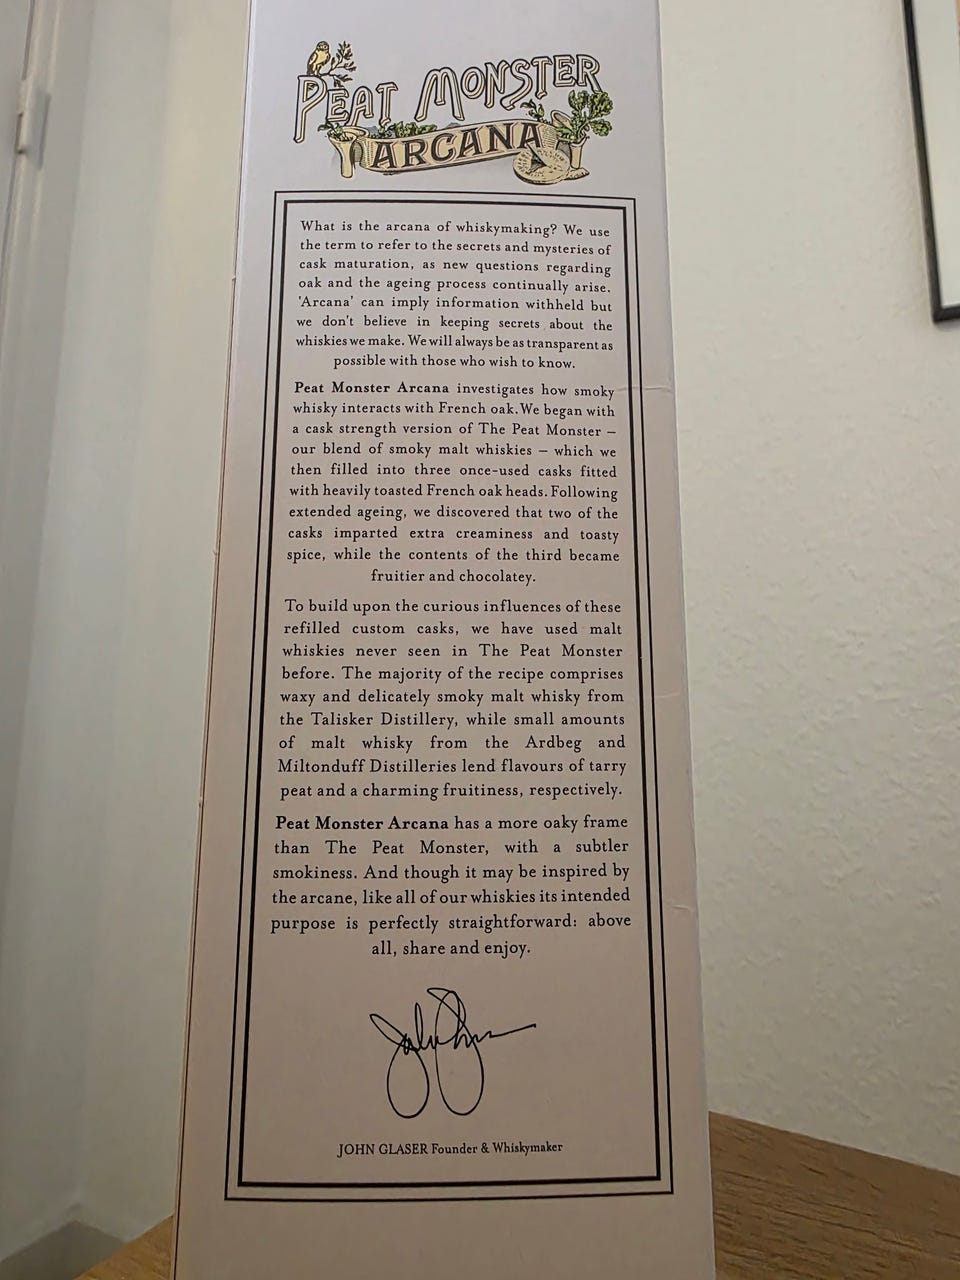 PEAT MONSTER
ARCANA
What is the arcana of whiskymaking? We use
the term to refer to the secrets and mysteries of
cask maturation, as new questions regarding
oak and the ageing process continually arise.
'Arcana' can imply information withheld but
we don't believe in keeping secrets about the
whiskies we make. We will always be as transparent as
possible with those who wish to know.
Peat Monster Arcana investigates how smoky
whisky interacts with French oak. We began with
a cask strength version of The Peat Monster –
our blend of smoky malt whiskies – which we
then filled into three once-used casks fitted
with heavily toasted French oak heads. Following
extended ageing, we discovered that two of the
casks imparted extra creaminess and toasty
spice, while the contents of the third became
fruitier and chocolatey.
To build upon the curious influences of these
refilled custom casks, we have used malt
whiskies never seen in The Peat Monster
before. The majority of the recipe comprises
waxy and delicately smoky malt whisky from
the Talisker Distillery, while small amounts
of malt whisky from the Ardbeg and
Miltonduff Distilleries lend flavours of tarry
peat and a charming fruitiness, respectively.
Peat Monster Arcana has a more oaky frame
than The Peat Monster, with a subtler
smokiness. And though it may be inspired by
the arcane, like all of our whiskies its intended
purpose is perfectly straightforward: above
all, share and enjoy.
JOHN GLASER Founder & Whiskymaker